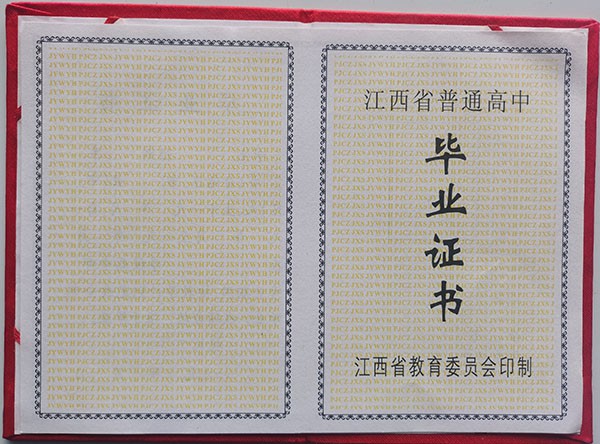 江西省普通高中
毕
业
证
书
江西省教育委员会印制